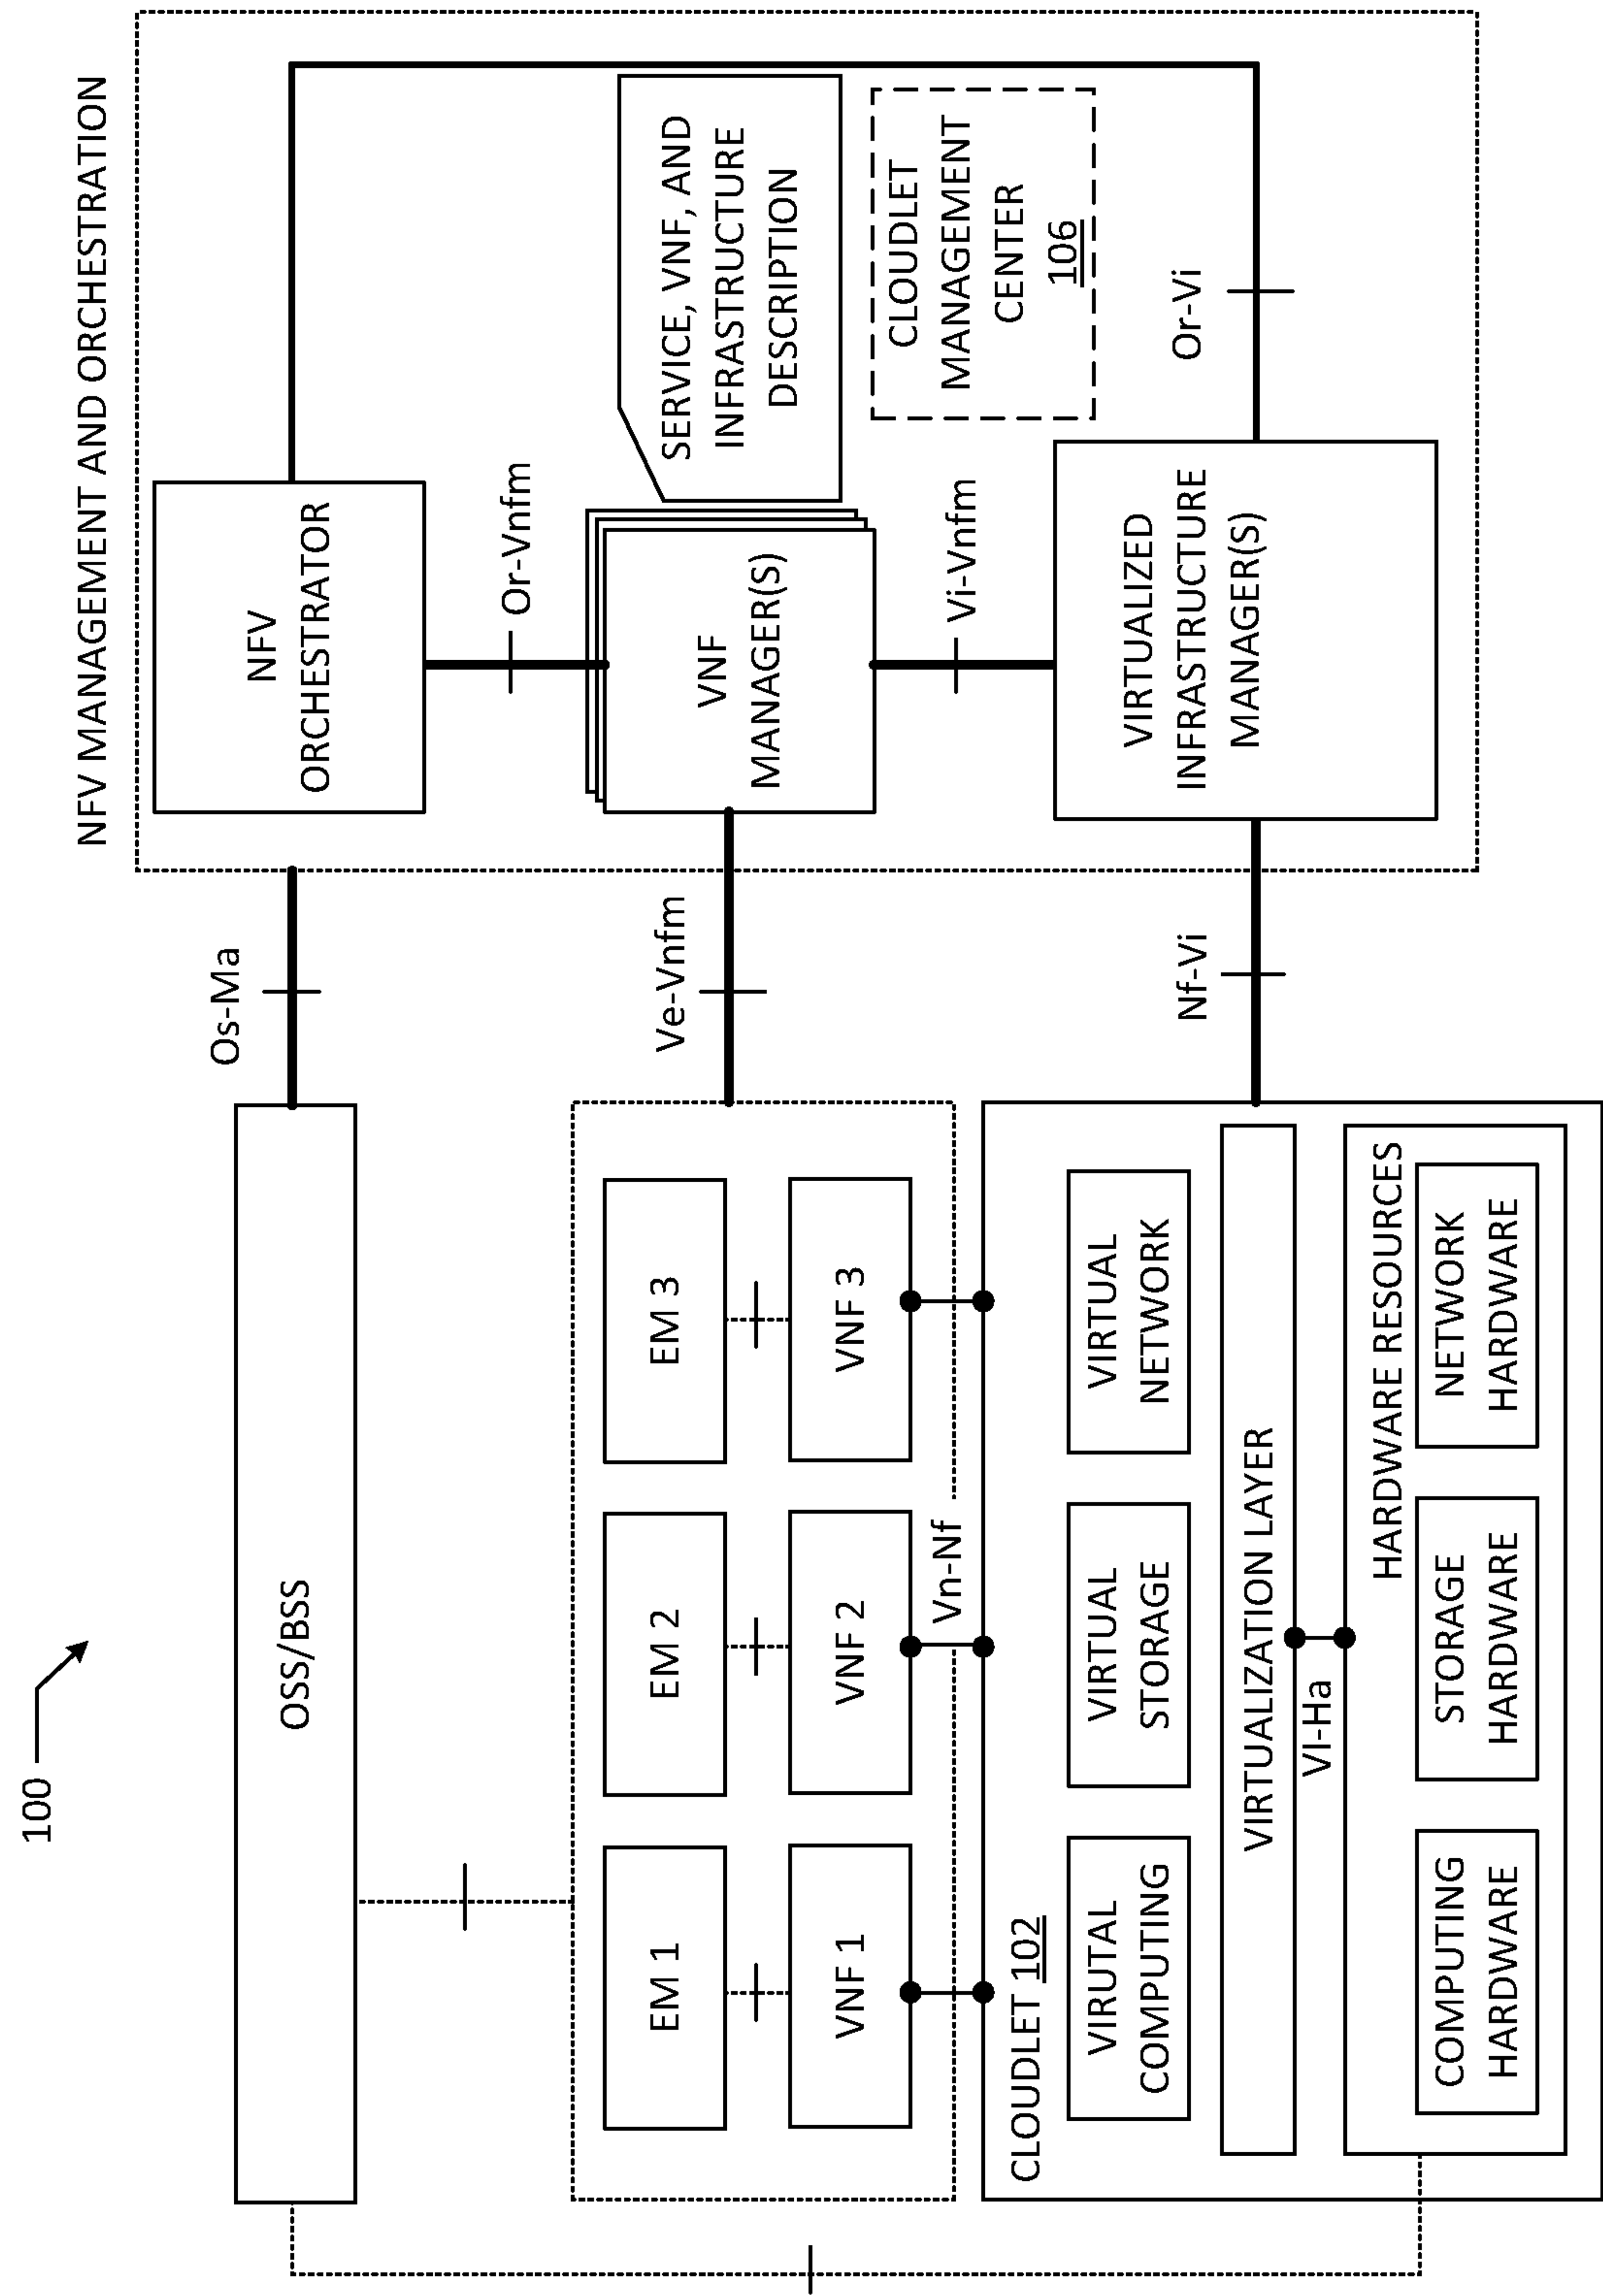 100
NFV MANAGEMENT AND ORCHESTRATION
OSS/BSS
Os-Ma
NFV
ORCHESTRATOR
Or-Vnfm
EM 1
EM 2
EM 3
VNF 1
VNF 2
VNF 3
Ve-Vnfm
VNF
MANAGER(S)
SERVICE, VNF, AND
INFRASTRUCTURE
DESCRIPTION
Vn-Nf
Vi-Vnfm
CLOUDLET
MANAGEMENT
CENTER
106
CLOUDLET 102
VIRUTAL
COMPUTING
VIRTUAL
STORAGE
VIRTUAL
NETWORK
Nf-Vi
VIRTUALIZED
INFRASTRUCTURE
MANAGER(S)
Or-Vi
VIRTUALIZATION LAYER
VI-Ha
HARDWARE RESOURCES
COMPUTING
HARDWARE
STORAGE
HARDWARE
NETWORK
HARDWARE